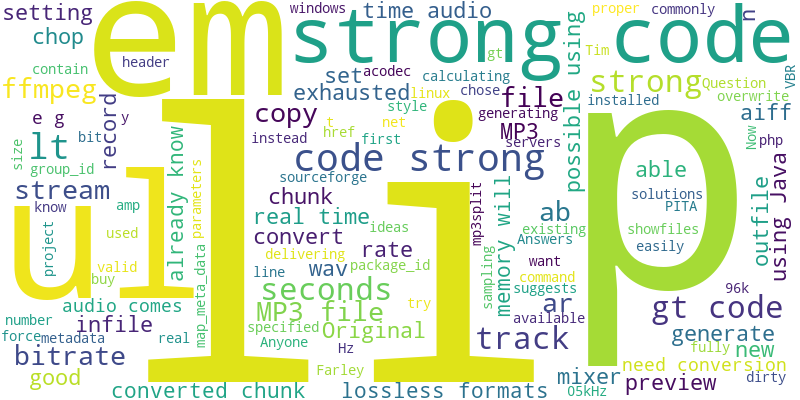 setting
chop
contain
header
em
windows
time audio
gt
strong
code
proper
commonly
n
Tim
VBR
ffmpeg
e g
y
lt
bit
size
group_id
stream
know
record
set
acodec
exhausted
copy
instead
style
t
href
calculating
linux
chose
generating
net
first
servers
file
MP3
possible using
strong
Question
installed
overwrite
aiff
Now
php
code strong
already know
parameters
li
i
p
able
solutions
PITA
showfiles
easily
outfile
using Java
sourceforge
chunk
real time
convert
rate
delivering
line
package_id
wav
ideas
mp3split
memory will
sampling
ab
existing
Answers
want
command
ar
suggests
available
project
u
amp
used
valid
buy
audio comes
number
infile
force
metadata
real
map_meta_data
bitrate
good
seconds
MP3 file
specified
Original
try
Anyone
Hz
track
Farley
converted chunk
lossless formats
mixer
05kHz
96k
gt code
generate
fully
new
need conversion
preview
dirty